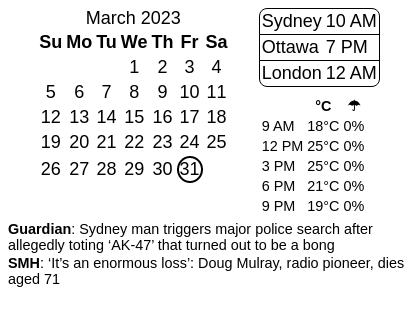 March 2023
Su Mo Tu We Th Fr Sa
1 2 3 4
5 6 7 8 9 10 11
12 13 14 15 16 17 18
19 20 21 22 23 24 25
26 27 28 29 30 31
Sydney 10 AM
Ottawa 7 PM
London 12 AM
°C ☂
9 AM 18°C 0%
12 PM 25°C 0%
3 PM 25°C 0%
6 PM 21°C 0%
9 PM 19°C 0%
Guardian: Sydney man triggers major police search after
allegedly toting ‘AK-47’ that turned out to be a bong
SMH: ‘It’s an enormous loss’: Doug Mulray, radio pioneer, dies
aged 71